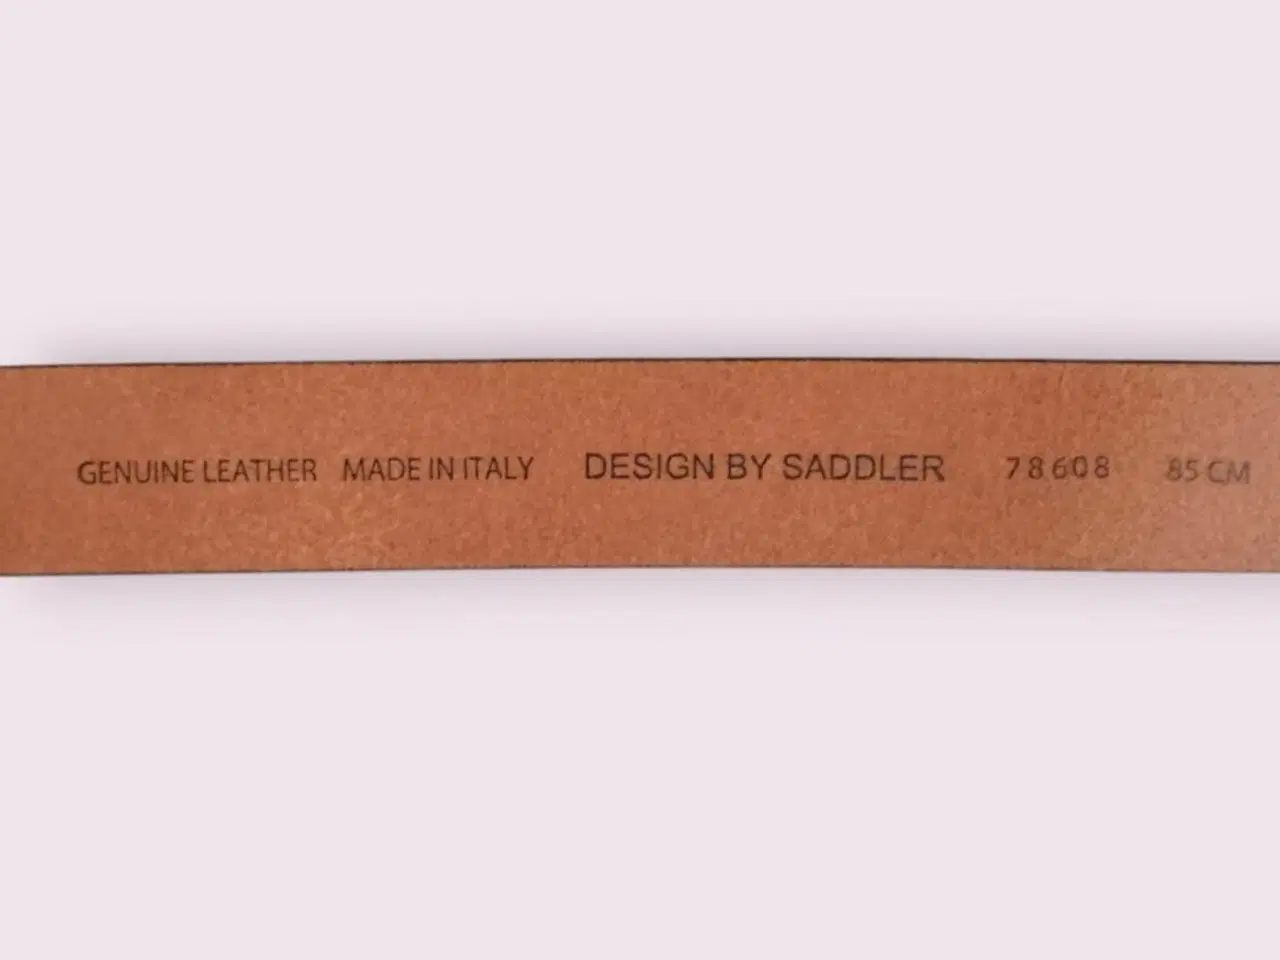 GENUINE LEATHER MADE IN ITALY DESIGN BY SADDLER 78608 85 CM